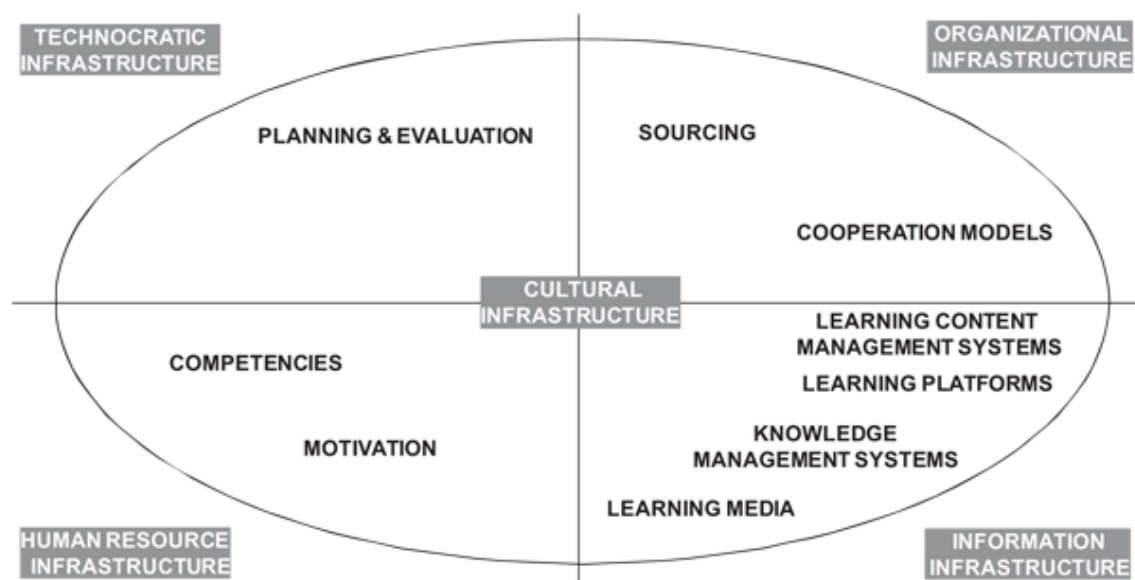 TECHNOCRATIC
INFRASTRUCTURE
ORGANIZATIONAL
INFRASTRUCTURE
PLANNING & EVALUATION
SOURCING
COOPERATION MODELS
CULTURAL
INFRASTRUCTURE
LEARNING CONTENT
MANAGEMENT SYSTEMS
COMPETENCIES
LEARNING PLATFORMS
MOTIVATION
KNOWLEDGE
MANAGEMENT SYSTEMS
LEARNING MEDIA
HUMAN RESOURCE
INFRASTRUCTURE
INFORMATION
INFRASTRUCTURE